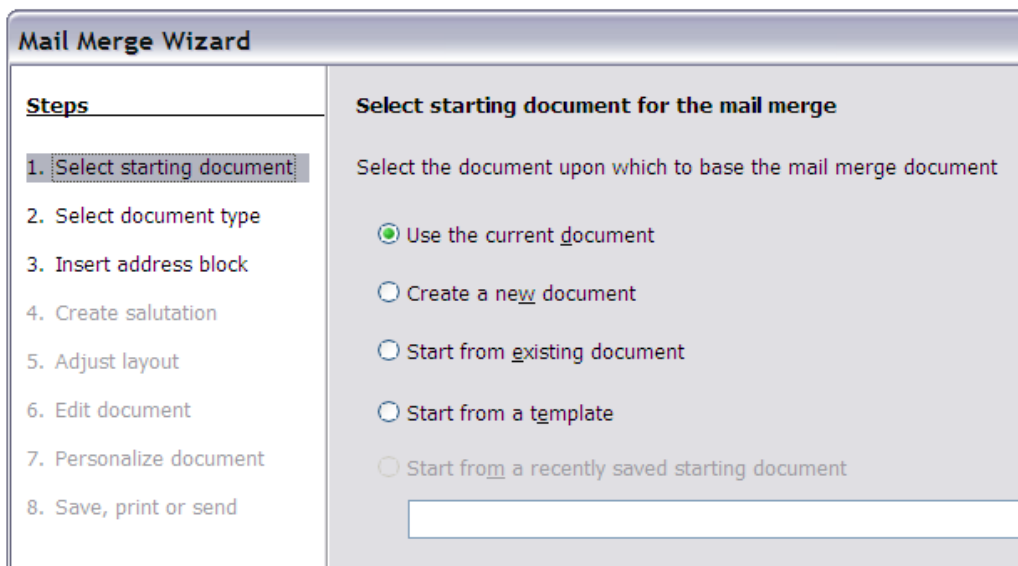 Mail Merge Wizard
Steps
1. Select starting document
2. Select document type
3. Insert address block
4. Create salutation
5. Adjust layout
6. Edit document
7. Personalize document
8. Save, print or send
Select starting document for the mail merge
Select the document upon which to base the mail merge document
Use the current document
Create a new document
Start from existing document
Start from a template
Start from a recently saved starting document